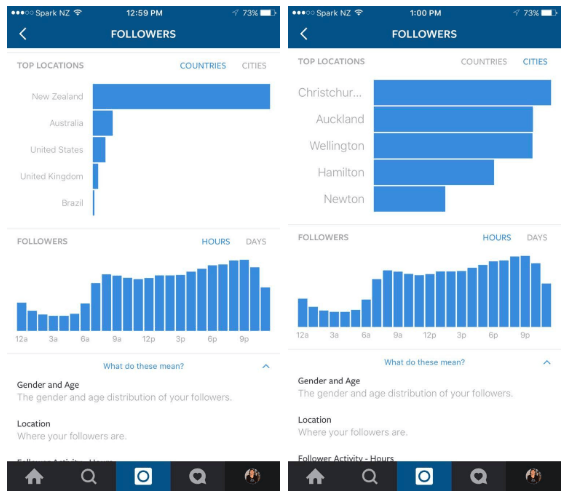 Spark NZ 12:59 PM 73%
FOLLOWERS
TOP LOCATIONS COUNTRIES CITIES
New Zealand
Australia
United States
United Kingdom
Brazil
FOLLOWERS HOURS DAYS
12a 3a 6a 9a 12p 3p 6p 9p
What do these mean?
Gender and Age
The gender and age distribution of your followers.
Location
Where your followers are.
Follower Activity - Hours
Spark NZ 1:00 PM 73%
FOLLOWERS
TOP LOCATIONS COUNTRIES CITIES
Christchur...
Auckland
Wellington
Hamilton
Newton
FOLLOWERS HOURS DAYS
12a 3a 6a 9a 12p 3p 6p 9p
What do these mean?
Gender and Age
The gender and age distribution of your followers.
Location
Where your followers are.
Follower Activity - Hours